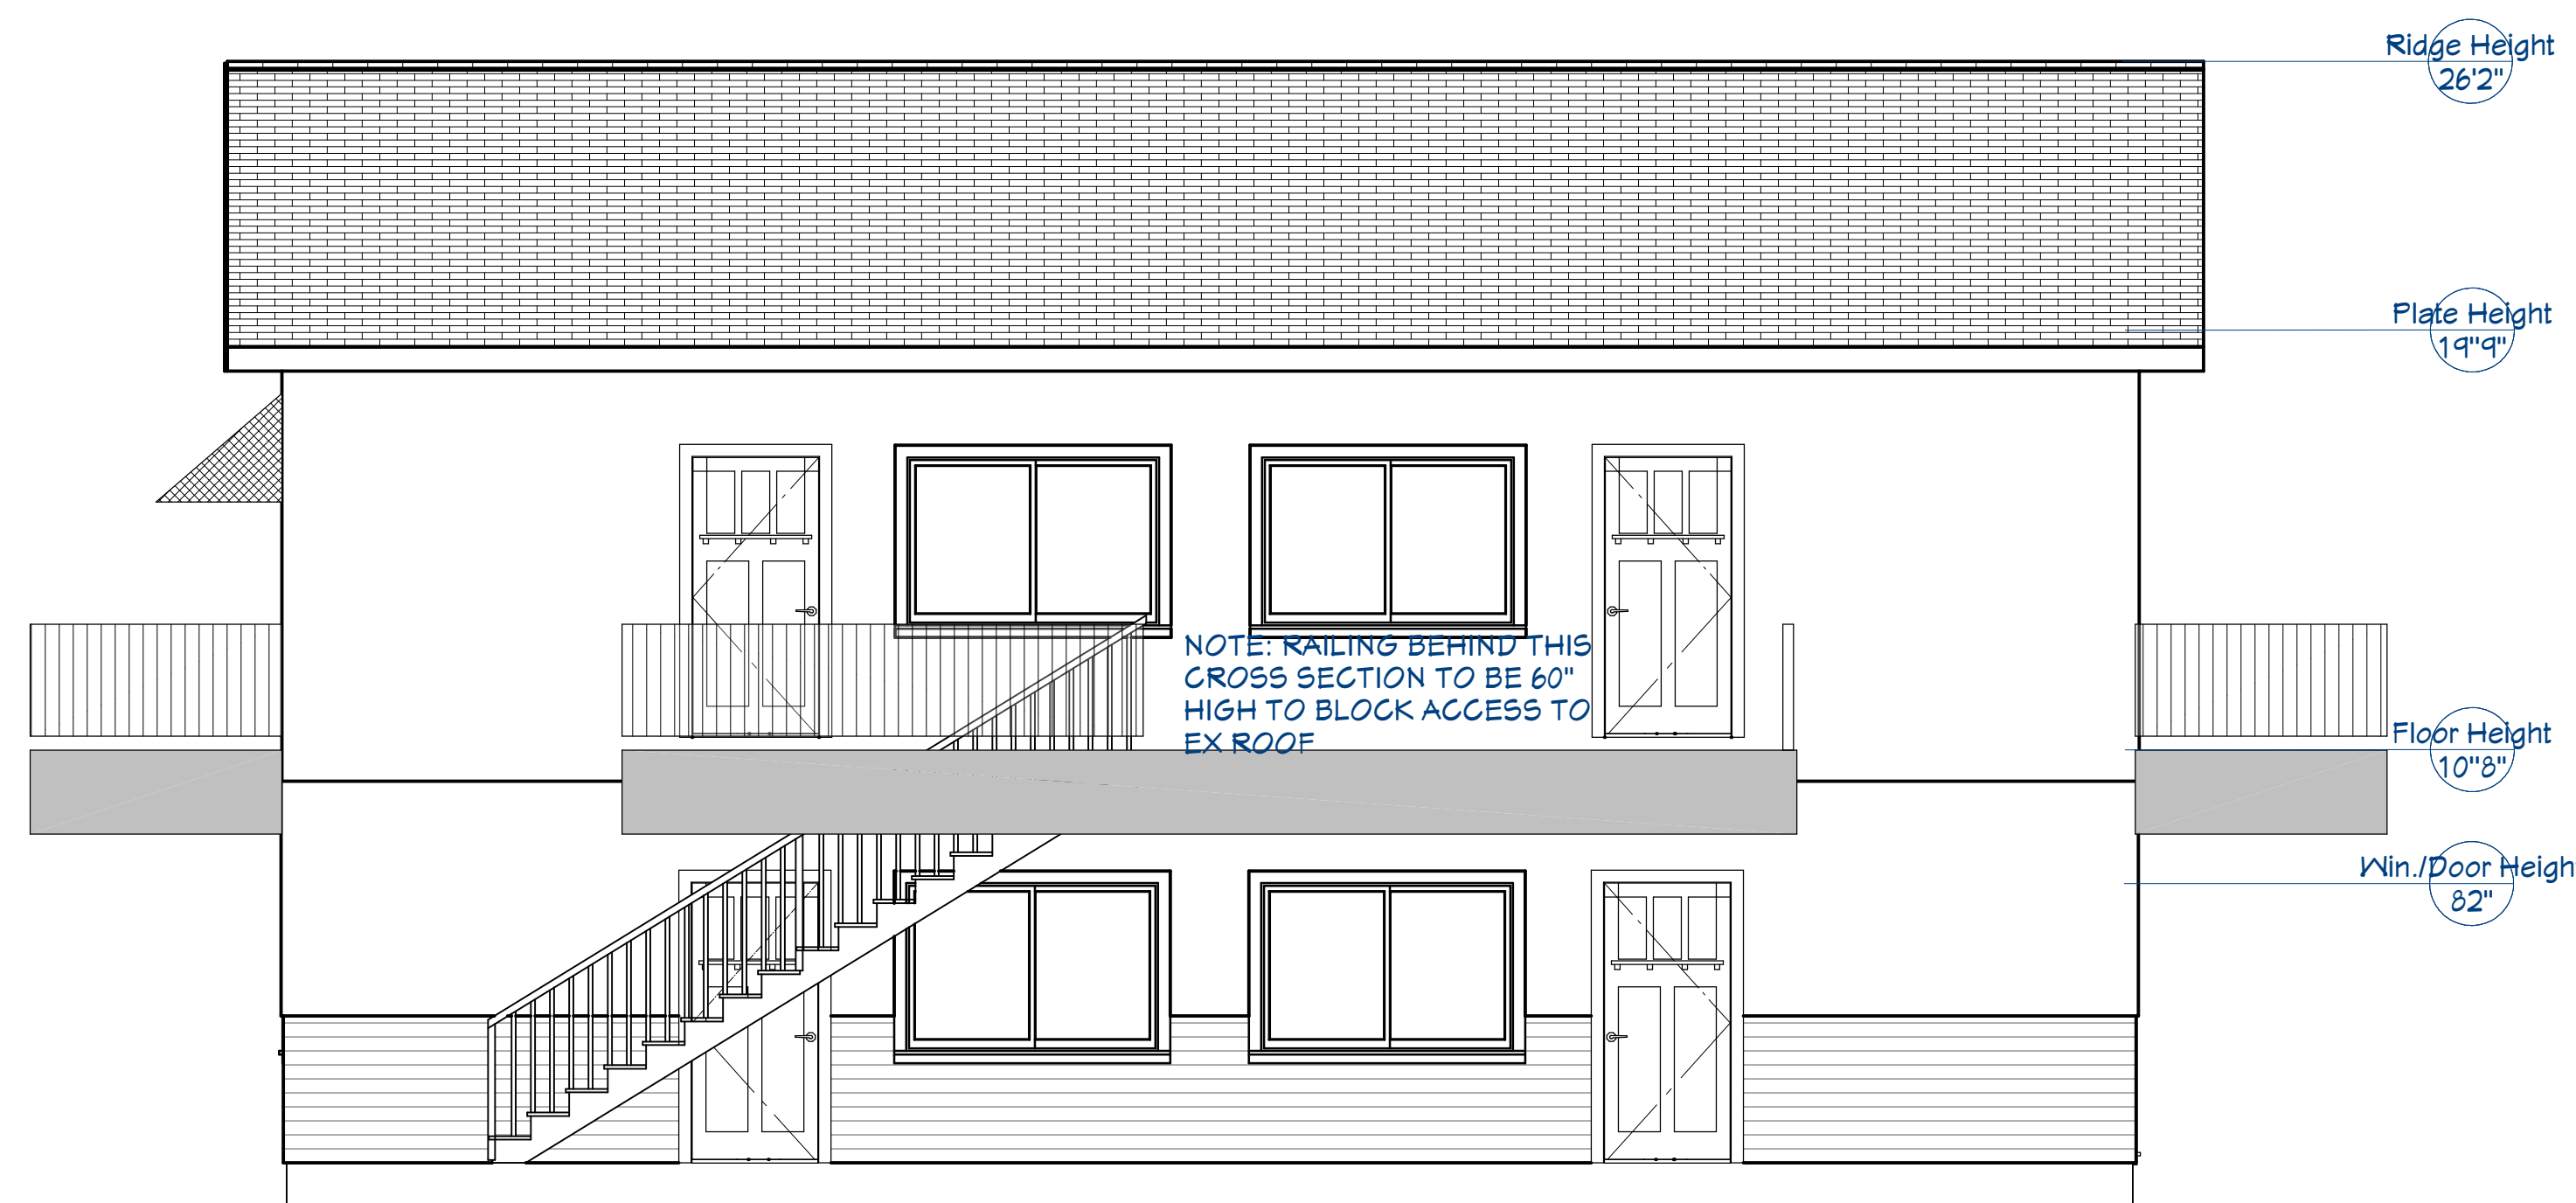 Ridge Height
26'2"
Plate Height
19"9"
NOTE: RAILING BEHIND THIS
CROSS SECTION TO BE 60"
HIGH TO BLOCK ACCESS TO
EX ROOF
Floor Height
10"8"
Win./Door Heigh
82"